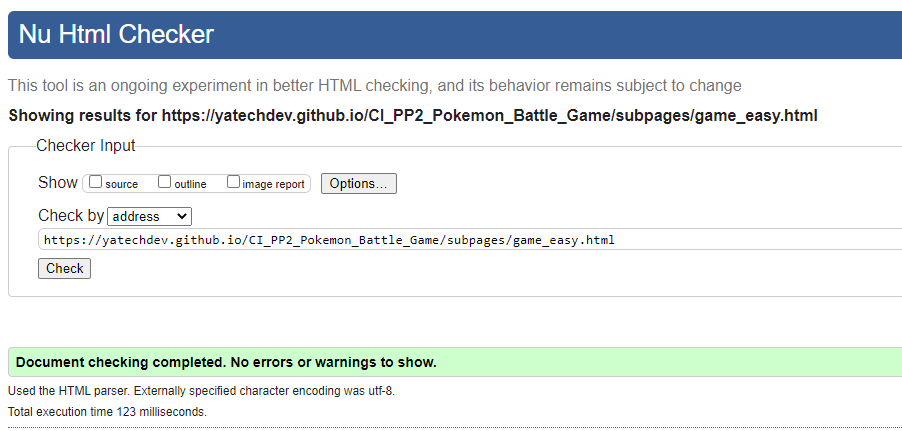 Nu Html Checker
This tool is an ongoing experiment in better HTML checking, and its behavior remains subject to change
Showing results for https://yatechdev.github.io/CI_PP2_Pokemon_Battle_Game/subpages/game_easy.html
Checker Input
Show source outline image report Options...
Check by address
https://yatechdev.github.io/CI_PP2_Pokemon_Battle_Game/subpages/game_easy.html
Check
Document checking completed. No errors or warnings to show.
Used the HTML parser. Externally specified character encoding was utf-8.
Total execution time 123 milliseconds.